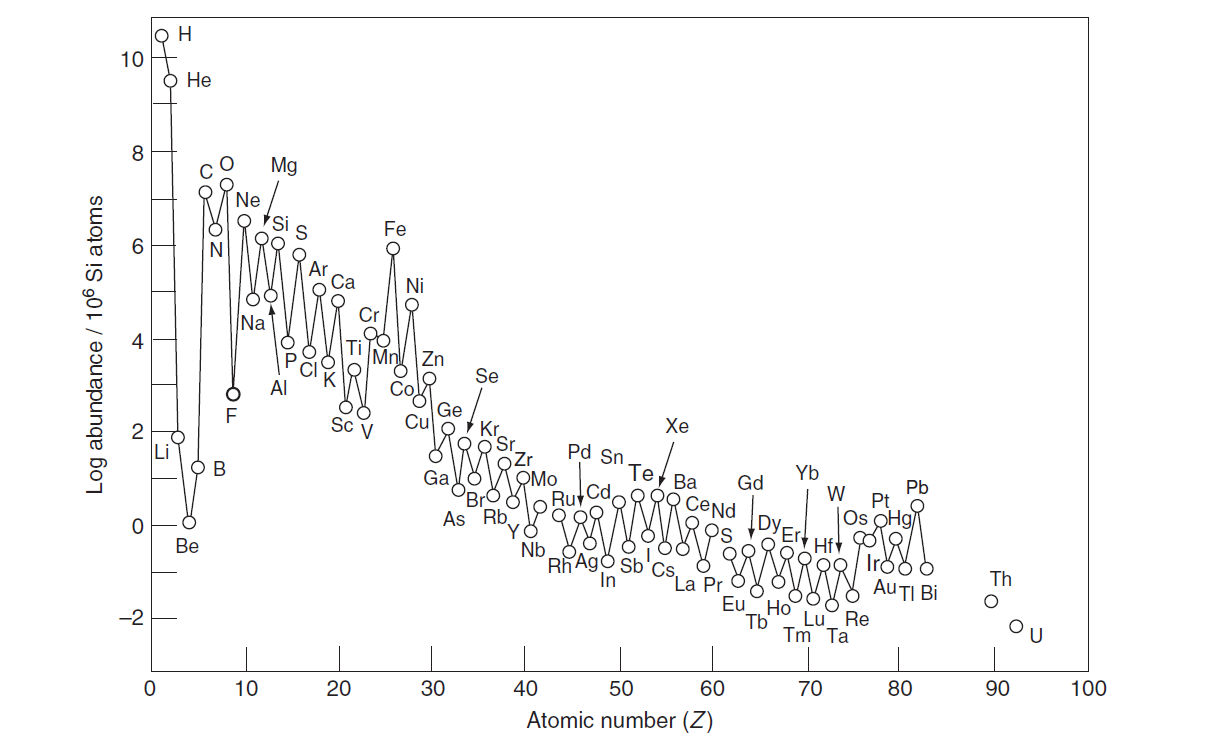 H
10
He
8
C
O
Mg
Ne
Si
S
N
6
Fe
Ar
Ca
Ni
Na
Cr
4
Ti
Mn
P
Cl
K
Al
Zn
Co
Se
F
Sc
V
Cu
Ge
2
Li
B
Ga
As
Kr
Br
Sr
Rb
Zr
Y
Mo
Nb
Xe
Pd
Sn
Te
Ru
Cd
Ba
Ce
Nd
0
Be
Rh
Ag
In
Sb
I
Cs
La
Pr
Gd
Yb
W
S
Dy
Er
Hf
Os
Pt
Hg
Pb
Ir
Au
Tl
Bi
Eu
Tb
Ho
Tm
Lu
Ta
Re
Th
U
–2
0
10
20
30
40
50
60
70
80
90
100
Atomic number (Z)
Log abundance / 10⁶ Si atoms